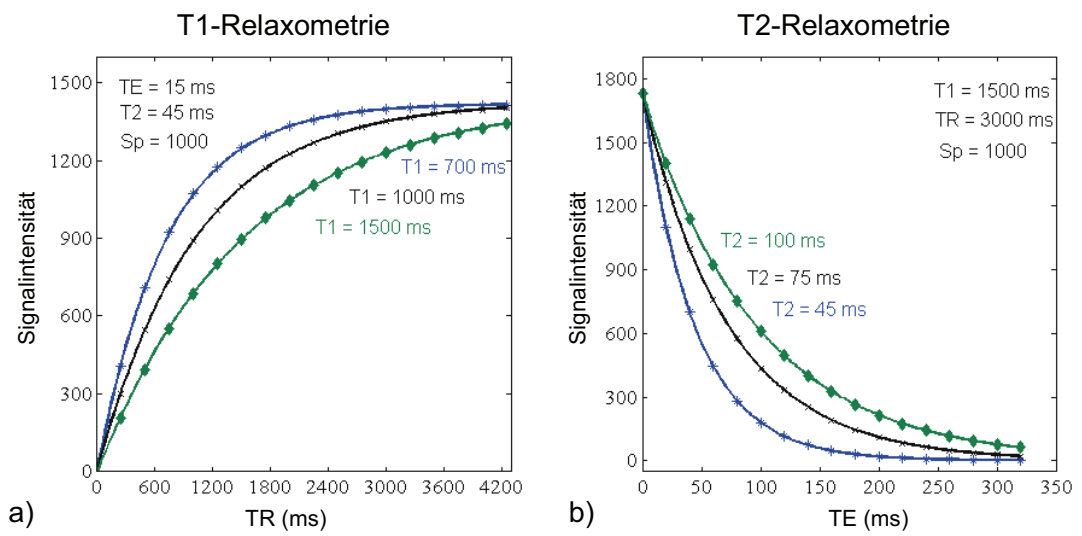 T1-Relaxometrie
T2-Relaxometrie
Signalintensität
1500
1200
900
600
300
0
TE = 15 ms
T2 = 45 ms
Sp = 1000
T1 = 700 ms
T1 = 1000 ms
T1 = 1500 ms
0 600 1200 1800 2400 3000 3600 4200
TR (ms)
a)
Signalintensität
1800
1500
1200
900
600
300
0
T1 = 1500 ms
TR = 3000 ms
Sp = 1000
T2 = 100 ms
T2 = 75 ms
T2 = 45 ms
0 50 100 150 200 250 300 350
TE (ms)
b)